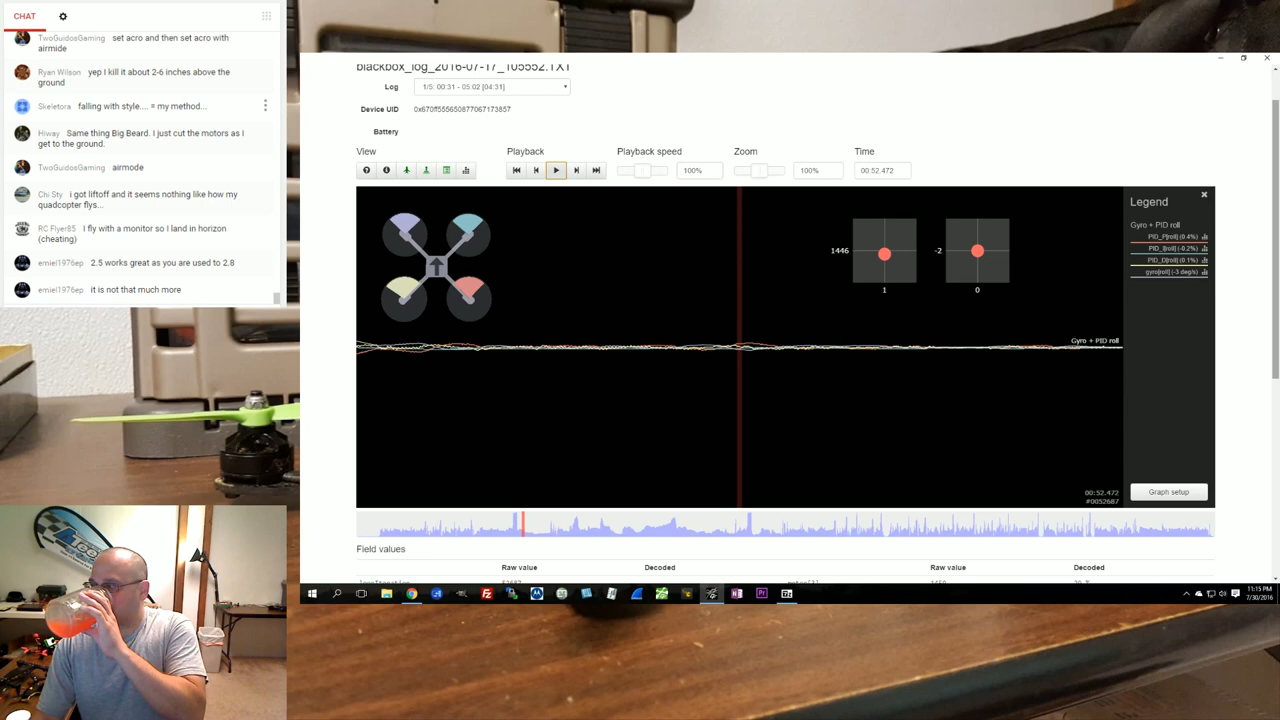 CHAT
TwoGuidosGaming set acro and then set acro with
airmide
Ryan Wilson yep I kill it about 2-6 inches above the
ground
Skeletora falling with style.... = my method...
Hiway Same thing Big Beard. I just cut the motors as I
get to the ground.
TwoGuidosGaming airmode
Chi Sty i got liftoff and it seems nothing like how my
quadcopter flys...
RC Flyer85 I fly with a monitor so I land in horizon
(cheating)
emiel1976ep 2.5 works great as you are used to 2.8
emiel1976ep it is not that much more
blackbox_log_2016-07-17_105552.TXT
Log 1/5: 00:31 - 05:02 [04:31]
Device UID 0x670ff555650877067173857
Battery
View Playback Playback speed Zoom Time
100% 100% 00:52.472
Legend
Gyro + PID roll
PID_P[roll] (0.4%)
PID_I[roll] (-0.2%)
PID_D[roll] (0.1%)
gyro[roll] (-3 deg/s)
1446 -2
1 0
Gyro + PID roll
00:52.472
#0052687
Graph setup
Field values
Raw value Decoded Raw value Decoded
11:15 PM
7/30/2016